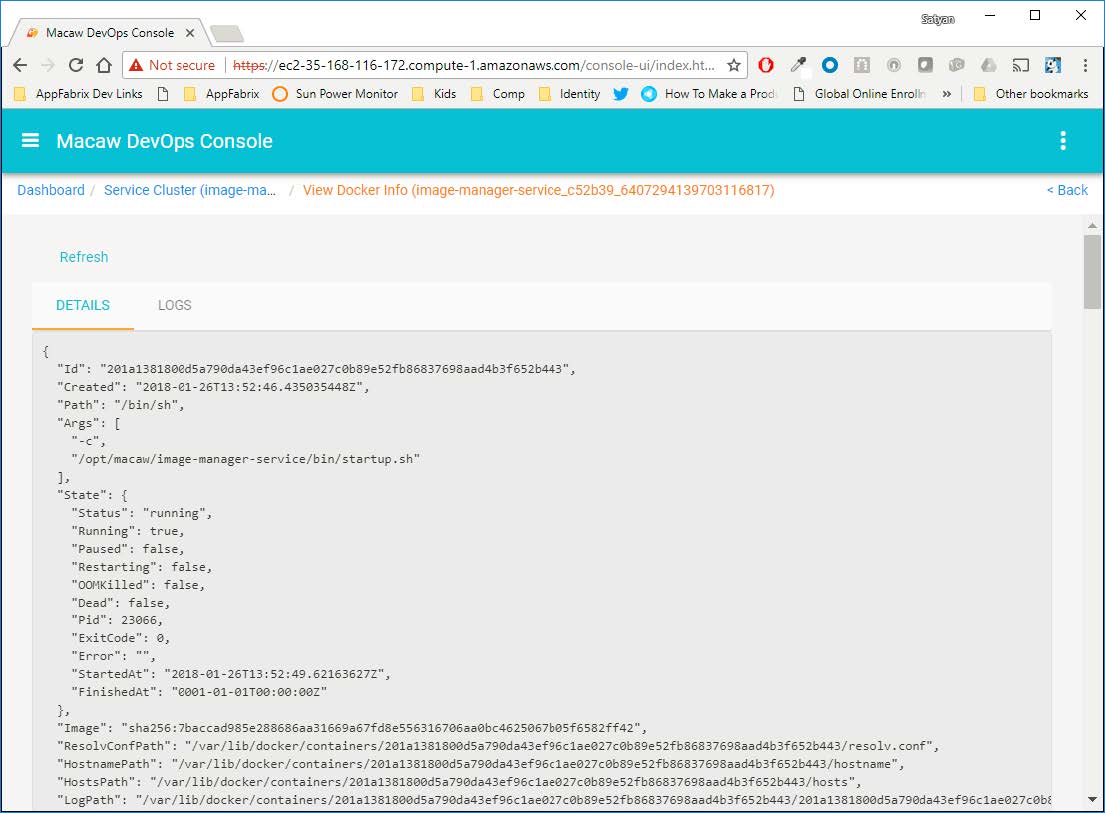 Macaw DevOps Console
Satyan
Not secure https://ec2-35-168-116-172.compute-1.amazonaws.com/console-ui/index.ht...
AppFabrix Dev Links AppFabrix Sun Power Monitor Kids Comp Identity How To Make a Prod Global Online Enrolln » Other bookmarks
Macaw DevOps Console
Dashboard / Service Cluster (image-ma... / View Docker Info (image-manager-service_c52b39_6407294139703116817) < Back
Refresh
DETAILS LOGS
{
"Id": "201a1381800d5a790da43ef96c1ae027c0b89e52fb86837698aad4b3f652b443",
"Created": "2018-01-26T13:52:46.435035448Z",
"Path": "/bin/sh",
"Args": [
"-c",
"/opt/macaw/image-manager-service/bin/startup.sh"
],
"State": {
"Status": "running",
"Running": true,
"Paused": false,
"Restarting": false,
"OOMKilled": false,
"Dead": false,
"Pid": 23066,
"ExitCode": 0,
"Error": "",
"StartedAt": "2018-01-26T13:52:49.62163627Z",
"FinishedAt": "0001-01-01T00:00:00Z"
},
"Image": "sha256:7baccad985e288686aa31669a67fd8e556316706aa0bc4625067b05f6582ff42",
"ResolvConfPath": "/var/lib/docker/containers/201a1381800d5a790da43ef96c1ae027c0b89e52fb86837698aad4b3f652b443/resolv.conf",
"HostnamePath": "/var/lib/docker/containers/201a1381800d5a790da43ef96c1ae027c0b89e52fb86837698aad4b3f652b443/hostname",
"HostsPath": "/var/lib/docker/containers/201a1381800d5a790da43ef96c1ae027c0b89e52fb86837698aad4b3f652b443/hosts",
"LogPath": "/var/lib/docker/containers/201a1381800d5a790da43ef96c1ae027c0b89e52fb86837698aad4b3f652b443/201a1381800d5a790da43ef96c1ae027c0b8